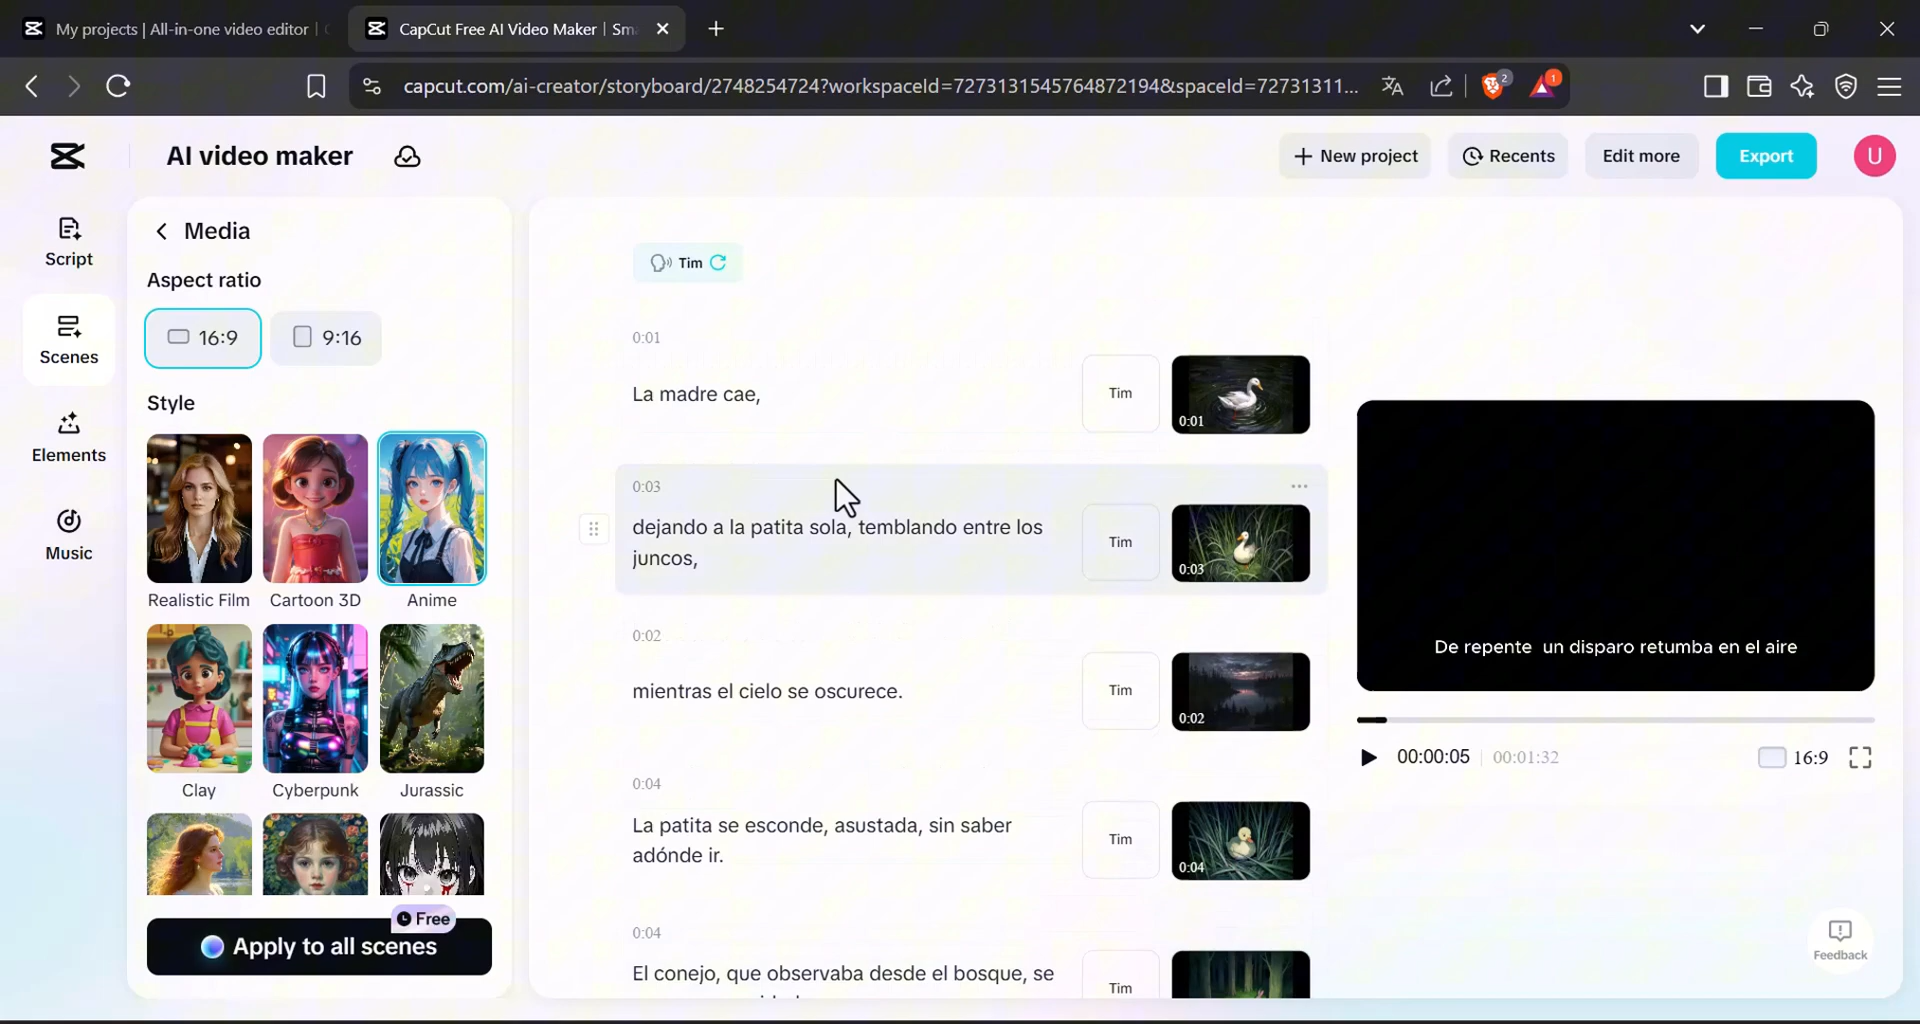 My projects | All-in-one video editor |
CapCut Free AI Video Maker | Sm
capcut.com/ai-creator/storyboard/2748254724?workspaceId=7273131545764872194&spaceId=72731311...
2
1
AI video maker
New project
Recents
Edit more
Export
U
Script
Scenes
Elements
Music
Media
Aspect ratio
16:9
9:16
Style
Realistic Film
Cartoon 3D
Anime
Clay
Cyberpunk
Jurassic
Free
Apply to all scenes
Tim
0:01
La madre cae,
Tim
0:01
0:03
dejando a la patita sola, temblando entre los
juncos,
Tim
0:03
0:02
mientras el cielo se oscurece.
Tim
0:02
0:04
La patita se esconde, asustada, sin saber
adónde ir.
Tim
0:04
0:04
El conejo, que observaba desde el bosque, se
Tim
De repente un disparo retumba en el aire
00:00:05
00:01:32
16:9
Feedback